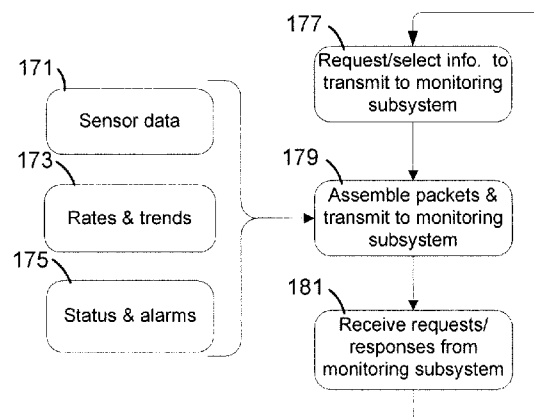 177
Request/select info. to
transmit to monitoring
subsystem
171
Sensor data
173
Rates & trends
175
Status & alarms
179
Assemble packets &
transmit to monitoring
subsystem
181
Receive requests/
responses from
monitoring subsystem